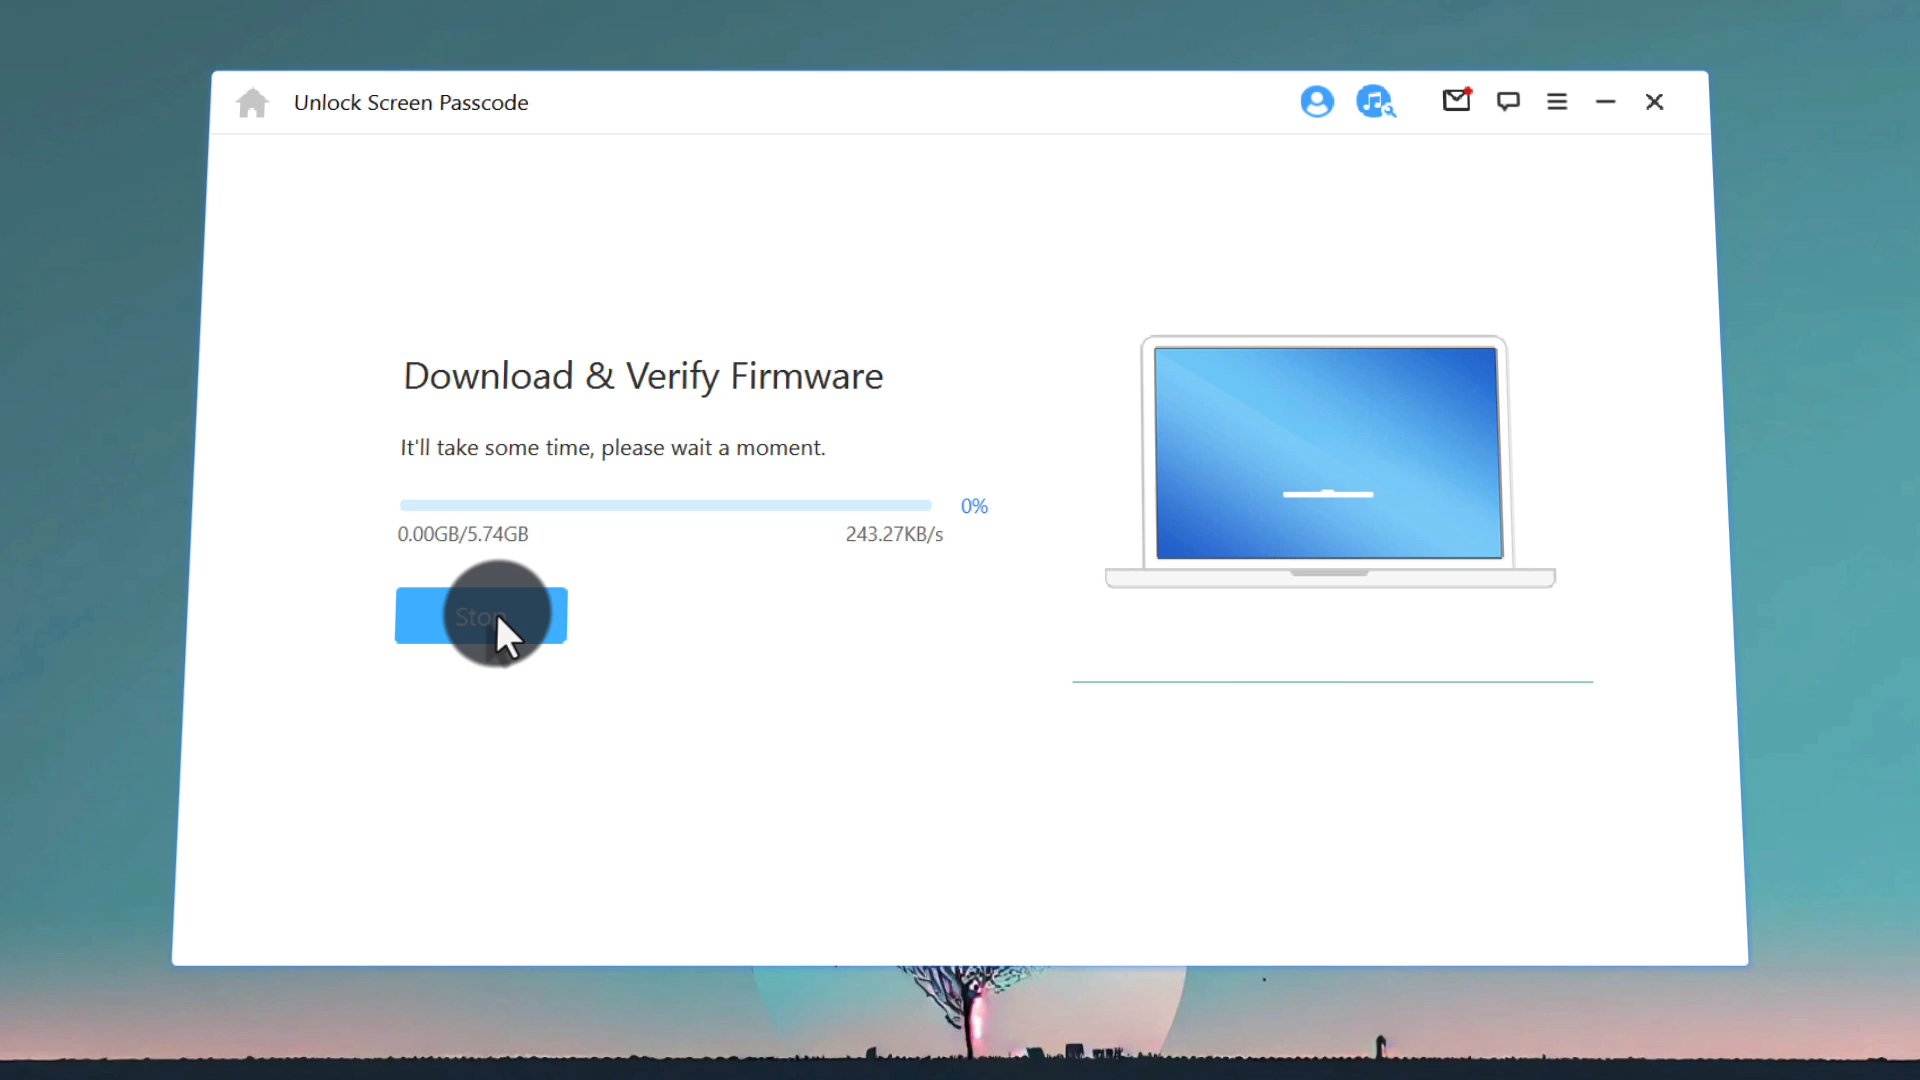 Unlock Screen Passcode
Download & Verify Firmware
It'll take some time, please wait a moment.
0%
0.00GB/5.74GB 243.27KB/s
Stop